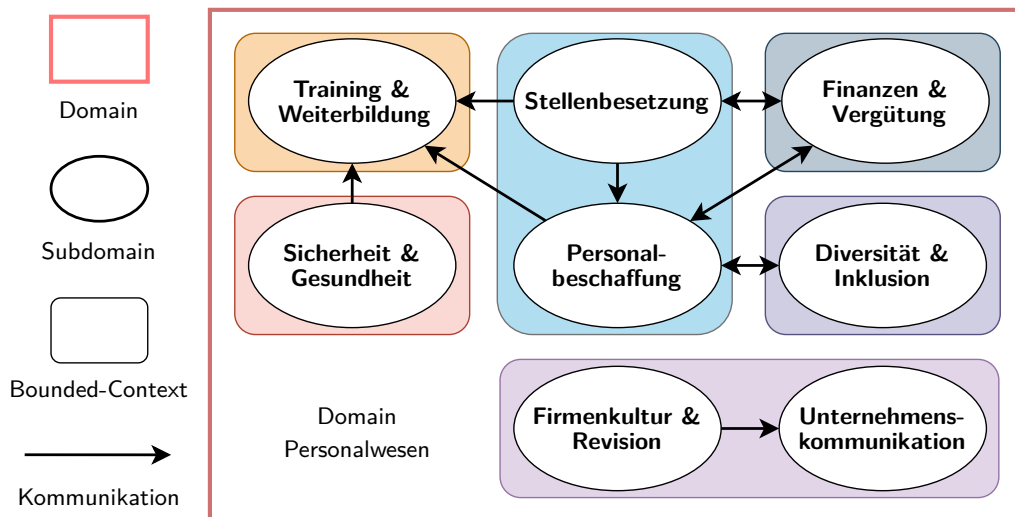 Domain
Subdomain
Bounded-Context
Kommunikation
Training &
Weiterbildung
Stellenbesetzung
Finanzen &
Vergütung
Sicherheit &
Gesundheit
Personal-
beschaffung
Diversität &
Inklusion
Domain
Personalwesen
Firmenkultur &
Revision
Unternehmens-
kommunikation